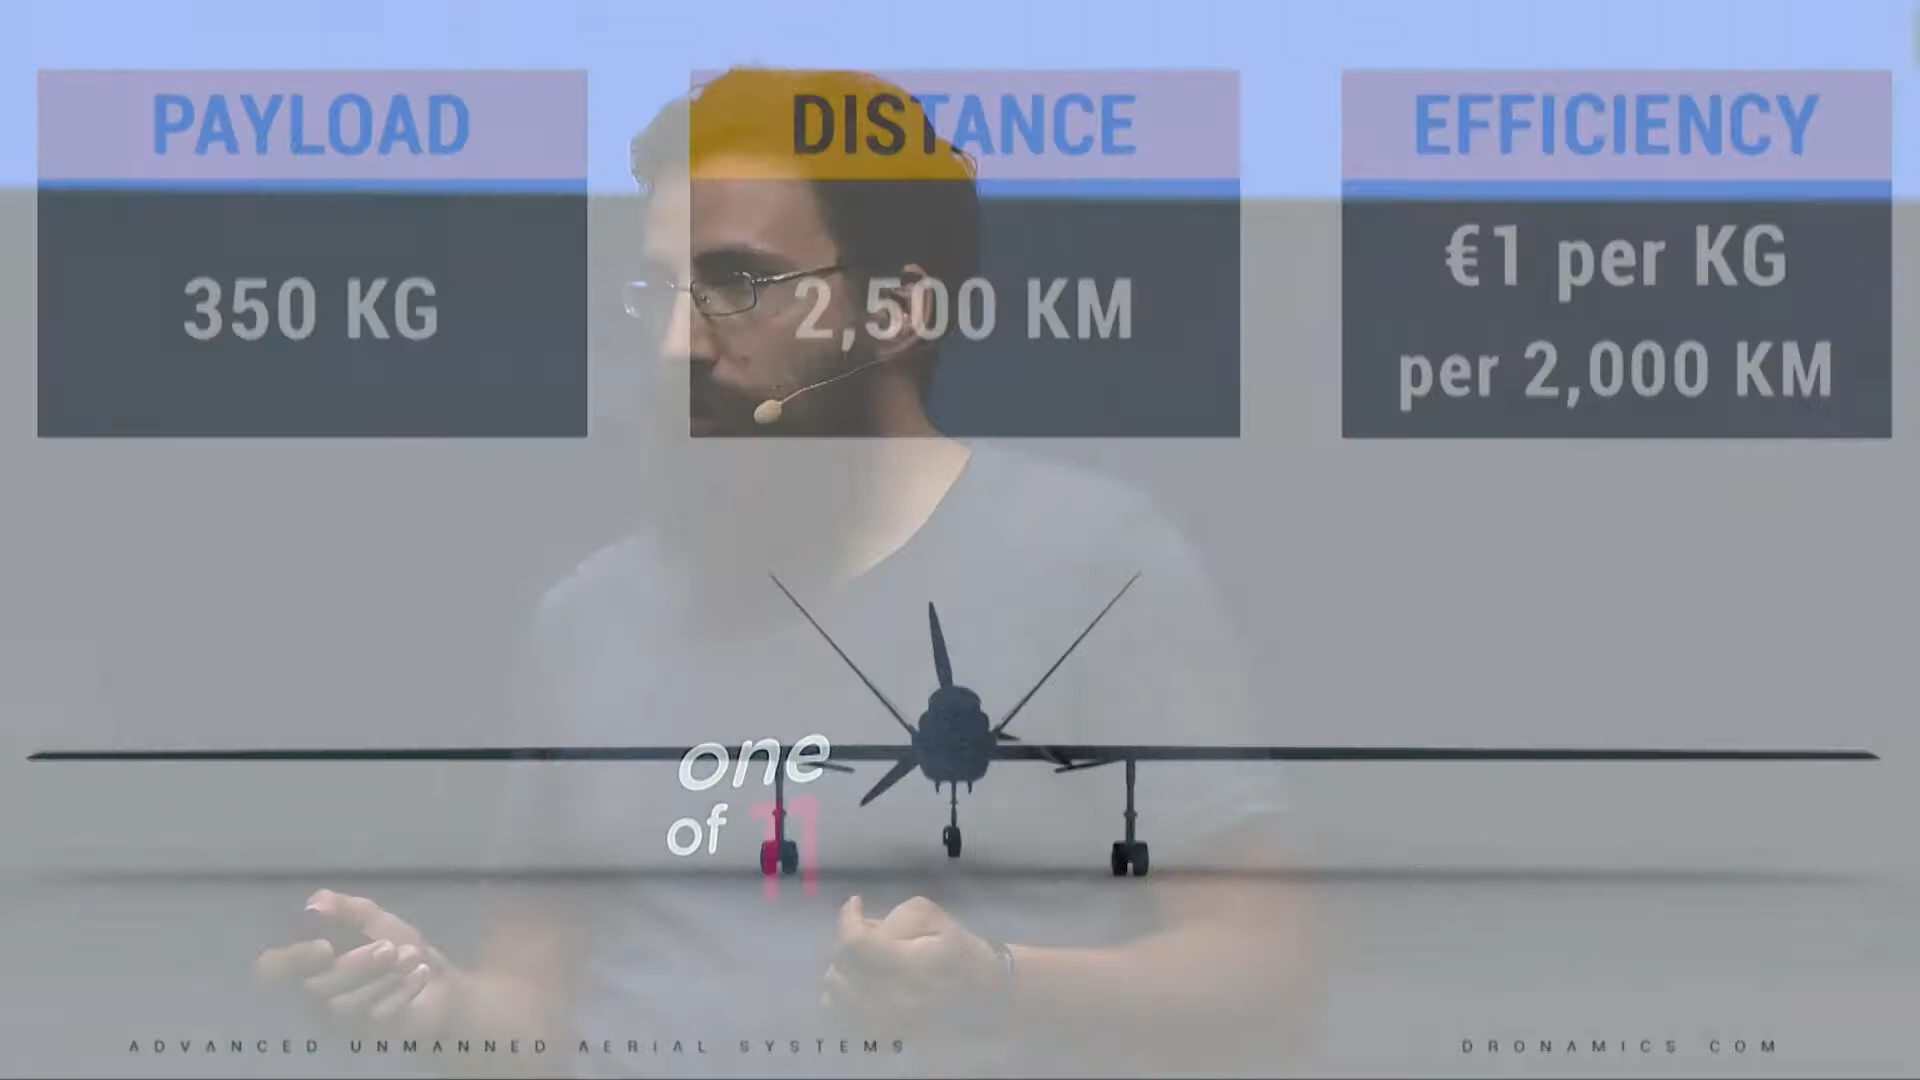 PAYLOAD
350 KG
DISTANCE
2,500 KM
EFFICIENCY
€1 per KG
per 2,000 KM
one
of 11
ADVANCED UNMANNED AERIAL SYSTEMS
DRONAMICS COM